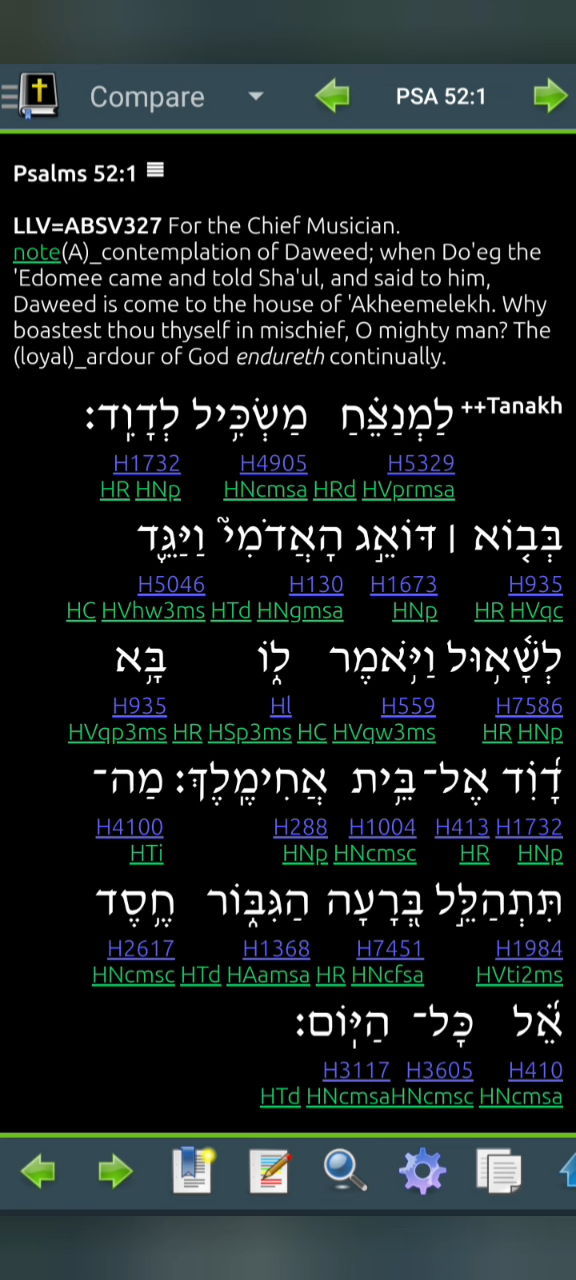 Compare
PSA 52:1
Psalms 52:1
LLV=ABSV327 For the Chief Musician.
note(A)_contemplation of Daweed; when Do'eg the
'Edomee came and told Sha'ul, and said to him,
Daweed is come to the house of 'Akheemelekh. Why
boastest thou thyself in mischief, O mighty man? The
(loyal)_ardour of God endureth continually.
++Tanakh לַמְנַצֵּ֗חַ מַשְׂכִּ֥יל לְדָוִֽד׃
H1732 H4905 H5329
HR HNp HNcmsa HRd HVprmsa
בְּב֤וֹא ׀ דּוֹאֵ֣ג הָאֲדֹמִי֮ וַיַּגֵּ֪ד
H5046 H130 H1673 H935
HC HVhw3ms HTd HNgmsa HNp HR HVqc
לְשָׁ֫א֥וּל וַיֹּ֥אמֶר ל֑וֹ בָּ֥א
H935 Hl H559 H7586
HVqp3ms HR HSp3ms HC HVqw3ms HR HNp
דָ֝וִ֗ד אֶל־ בֵּ֥ית אֲחִימֶֽלֶךְ׃ מַה־
H4100 H288 H1004 H413 H1732
HTi HNp HNcmsc HR HNp
תִּתְהַלֵּ֣ל בְּ֭רָעָה הַגִּבּ֑וֹר חֶ֥סֶד
H2617 H1368 H7451 H1984
HNcmsc HTd HAamsa HR HNcfsa HVti2ms
אֵ֝֗ל כָּל־ הַיּֽוֹם׃
H3117 H3605 H410
HTd HNcmsaHNcmsc HNcmsa